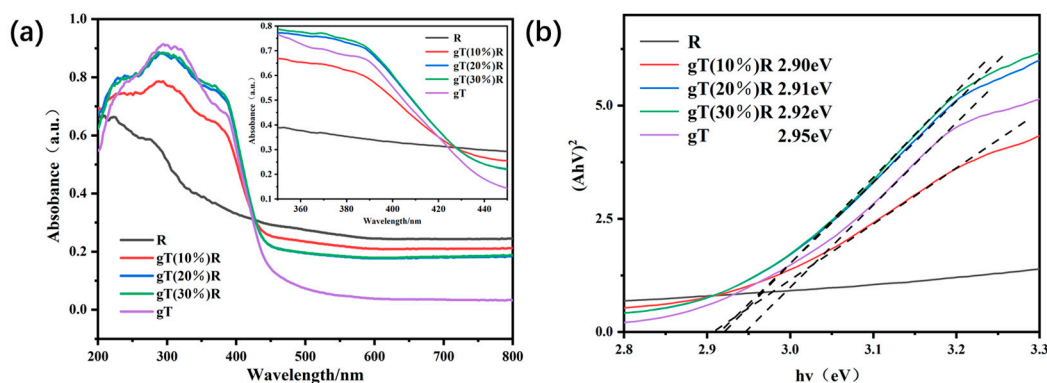 (a)
Absobance (a.u.)
1.0
0.8
0.6
0.4
0.2
0.0
200 300 400 500 600 700 800
Wavelength/nm
R
gT(10%)R
gT(20%)R
gT(30%)R
gT
Absobance (a.u.)
0.8
0.7
0.6
0.5
0.4
0.3
0.2
0.1
360 380 400 420 440
Wavelength/nm
R
gT(10%)R
gT(20%)R
gT(30%)R
gT
(b)
(AhV)²
5.0
2.5
0.0
2.8 2.9 3.0 3.1 3.2 3.3
hv (eV)
R
gT(10%)R 2.90eV
gT(20%)R 2.91eV
gT(30%)R 2.92eV
gT 2.95eV